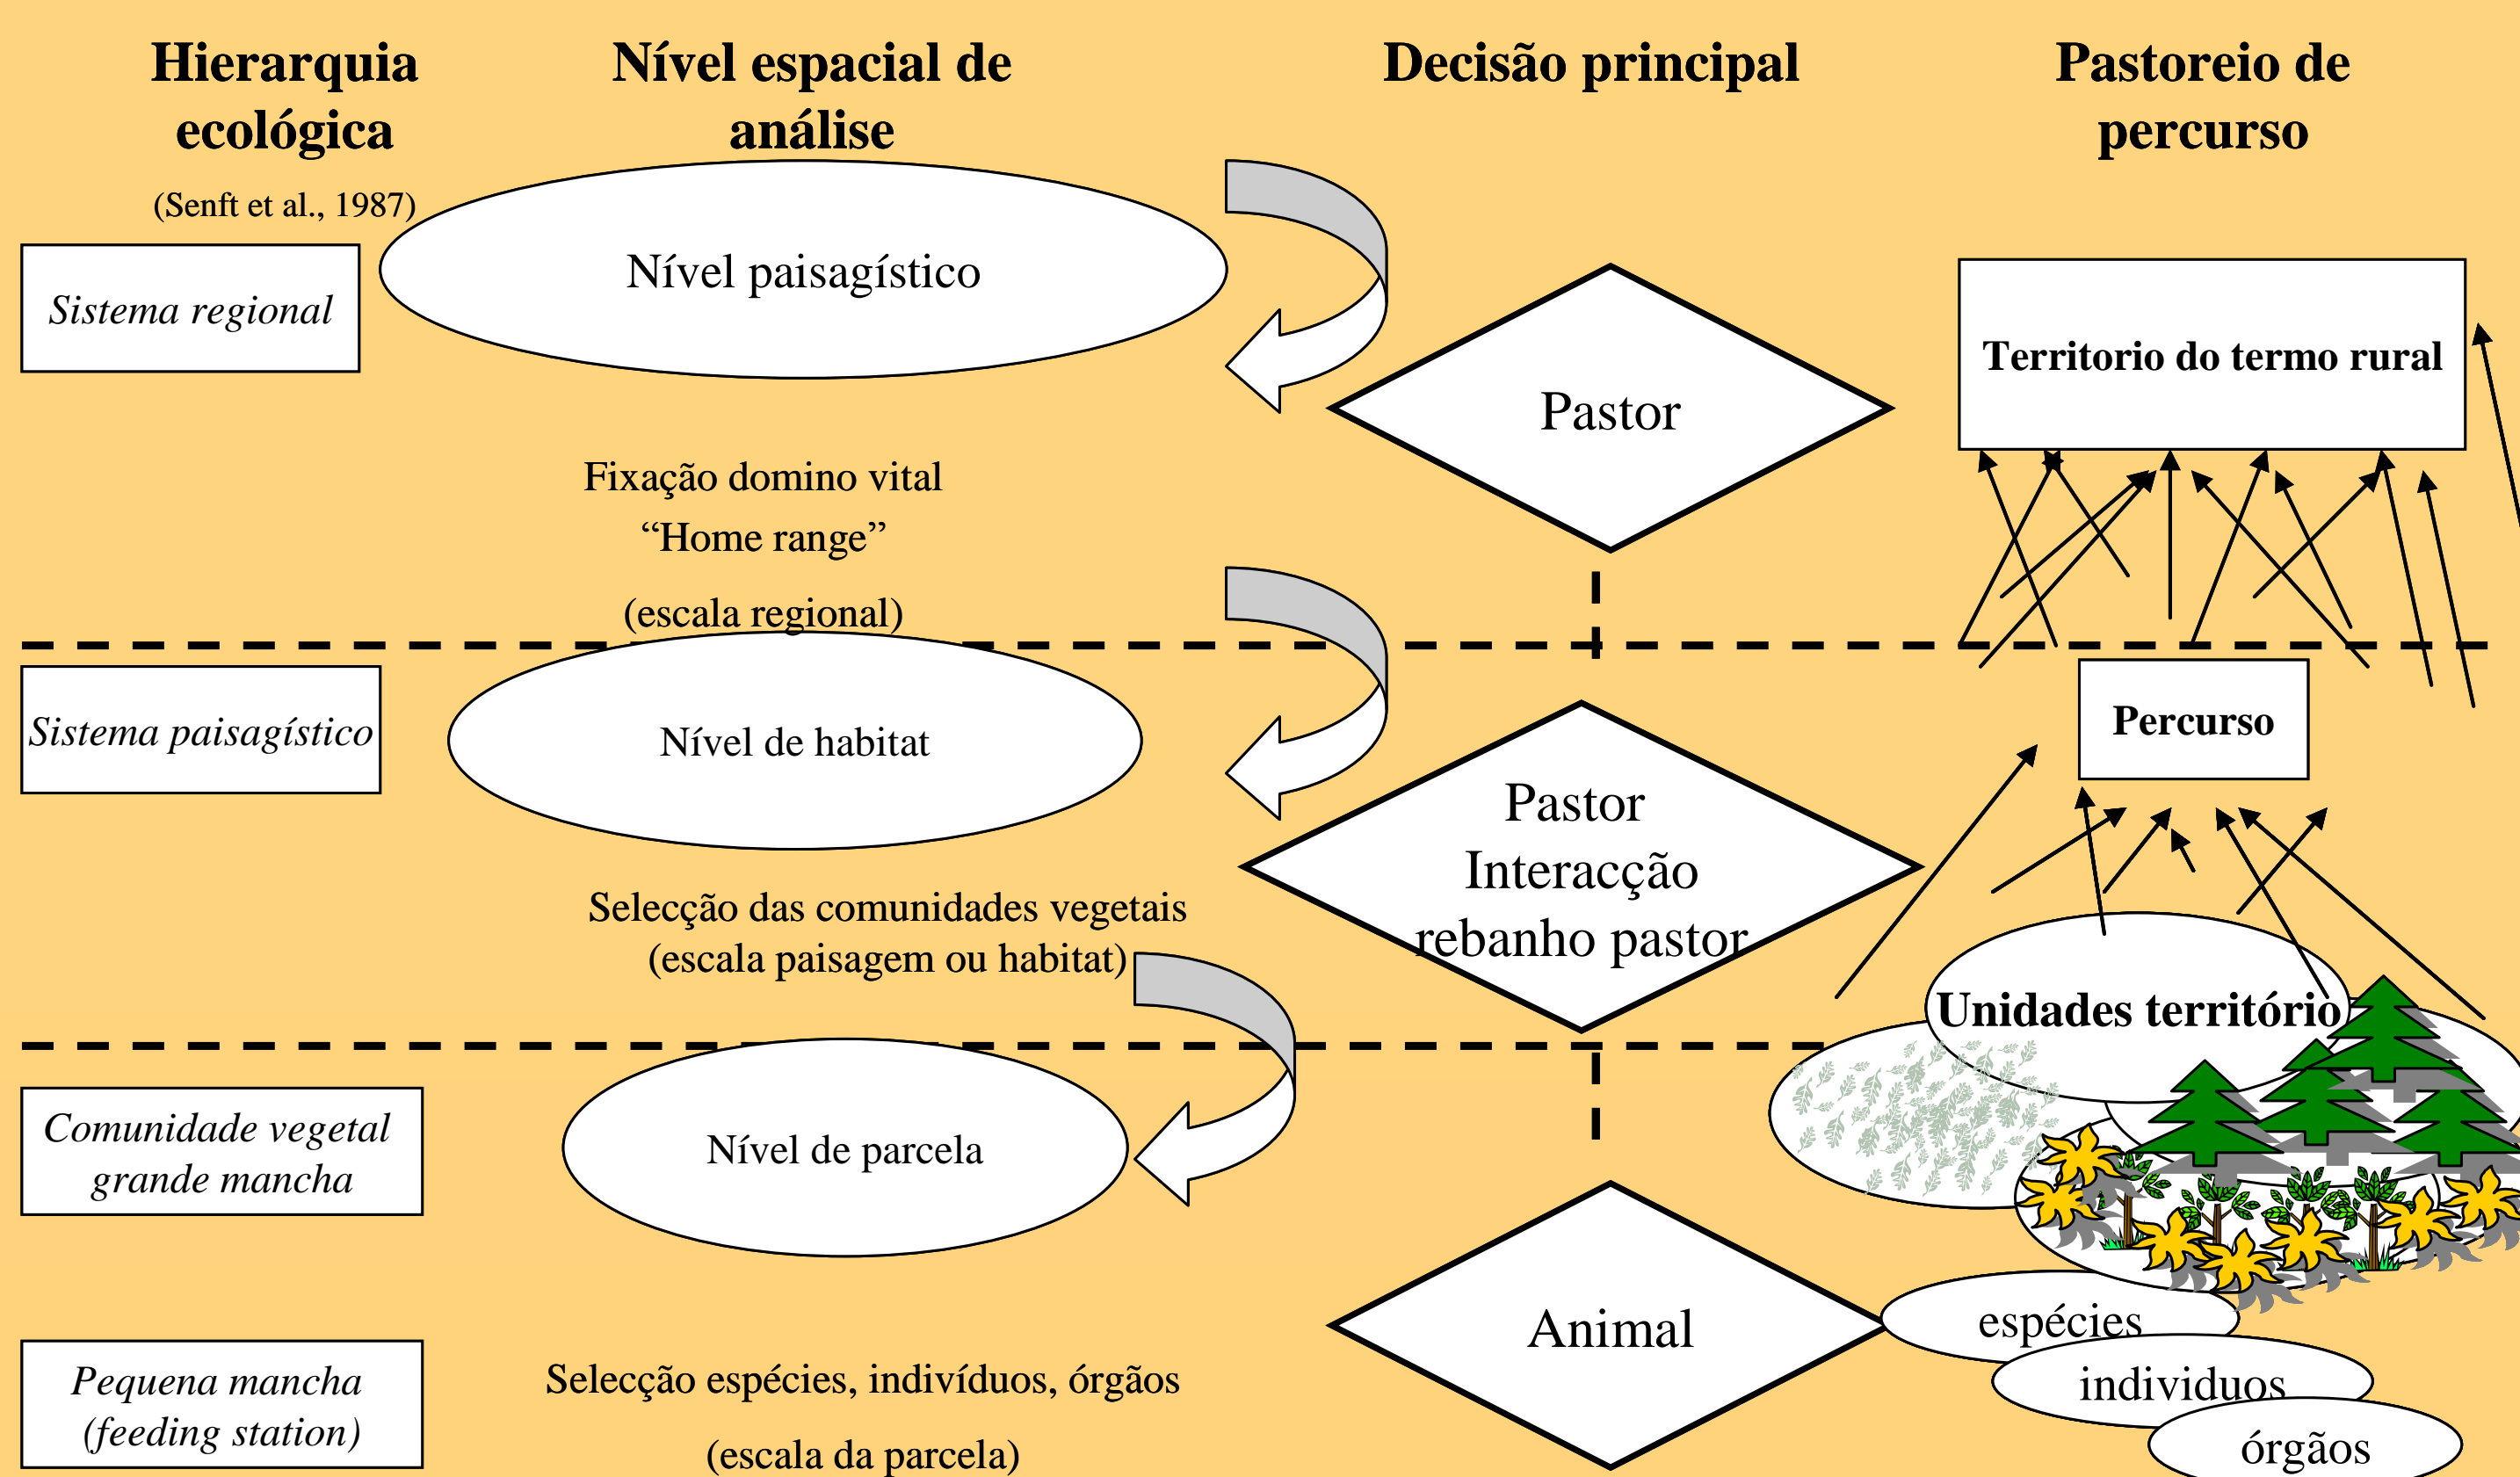 Hierarquia
ecológica
(Senft et al., 1987)
Nível espacial de
análise
Decisão principal
Pastoreio de
percurso
Sistema regional
Nível paisagístico
Pastor
Territorio do termo rural
Fixação domino vital
“Home range”
(escala regional)
Sistema paisagístico
Nível de habitat
Pastor
Interacção
rebanho pastor
Percurso
Selecção das comunidades vegetais
(escala paisagem ou habitat)
Unidades território
Comunidade vegetal
grande mancha
Nível de parcela
Animal
espécies
individuos
órgãos
Pequena mancha
(feeding station)
Selecção espécies, indivíduos, órgãos
(escala da parcela)